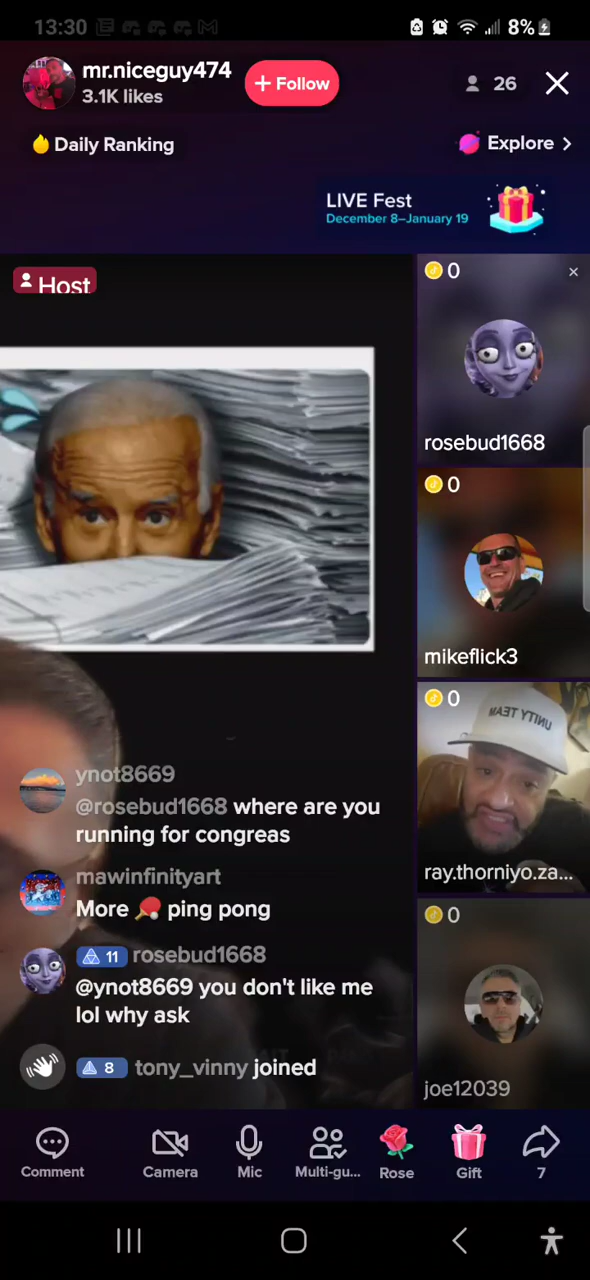 13:30
8%
mr.niceguy474
3.1K likes
+ Follow
26
Daily Ranking
Explore >
LIVE Fest
December 8–January 19
Host
0
rosebud1668
0
mikeflick3
0
UNITY TEAM
ray.thorniyo.za...
0
joe12039
ynot8669
@rosebud1668 where are you
running for congreas
mawinfinityart
More 🏓 ping pong
11 rosebud1668
@ynot8669 you don't like me
lol why ask
8 tony_vinny joined
Comment
Camera
Mic
Multi-gu...
Rose
Gift
7